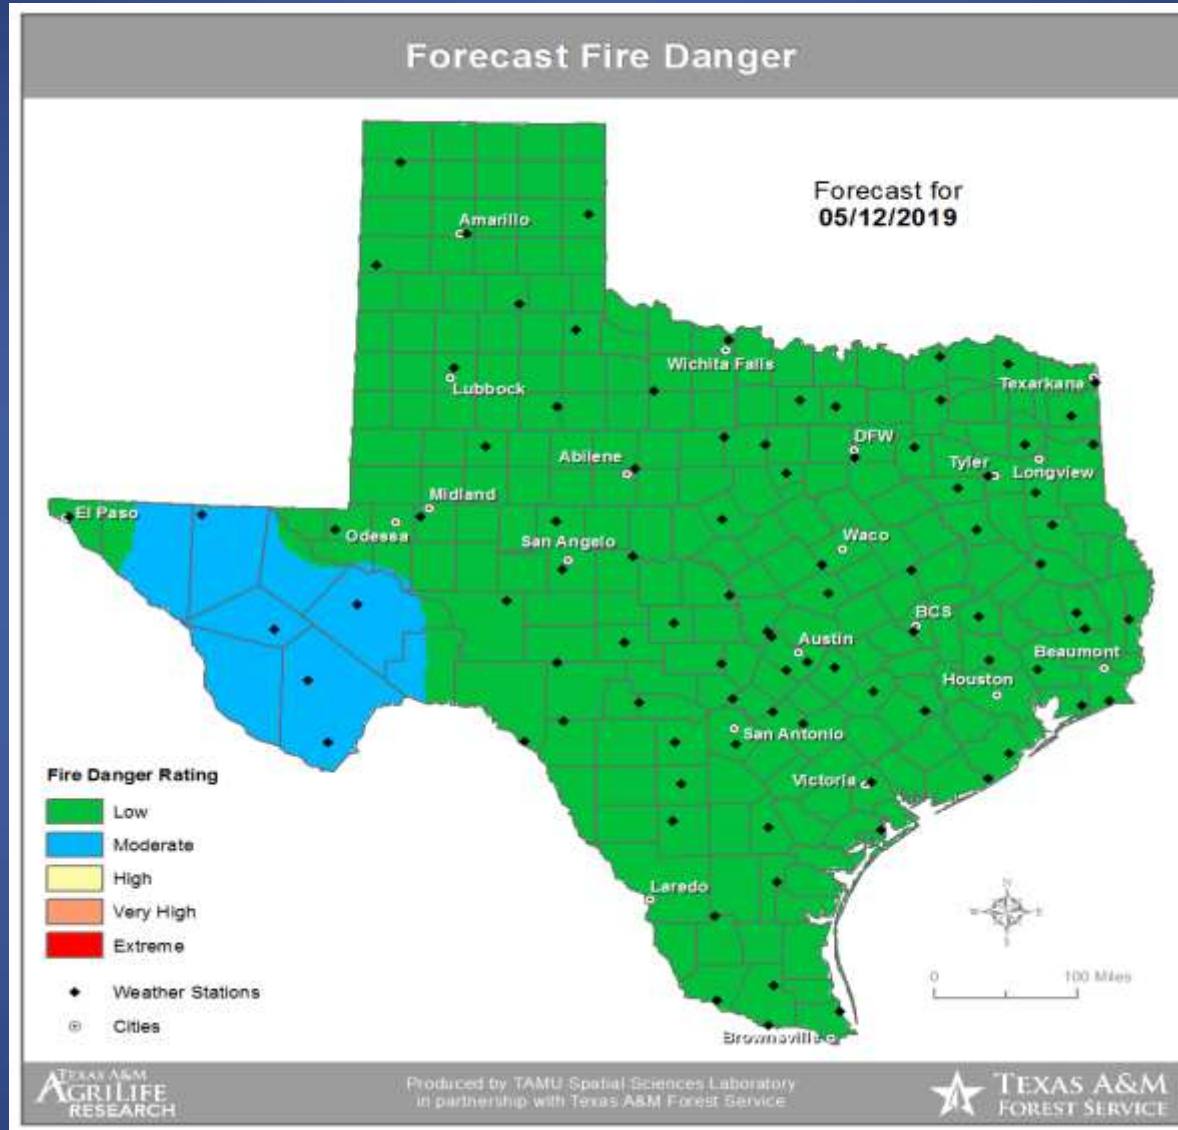 Forecast Fire Danger
Forecast for
05/12/2019
Amarillo
Wichita Falls
Lubbock
Texarkana
DFW
Abilene
Tyler
Longview
Midland
El Paso
Odessa
San Angelo
Waco
BCS
Austin
Beaumont
Houston
San Antonio
Victoria
Laredo
Brownsville
Fire Danger Rating
Low
Moderate
High
Very High
Extreme
Weather Stations
Cities
N
W
E
S
0
100 Miles
TEXAS A&M
AGRILIFE
RESEARCH
Produced by TAMU Spatial Sciences Laboratory
in partnership with Texas A&M Forest Service
TEXAS A&M
FOREST SERVICE